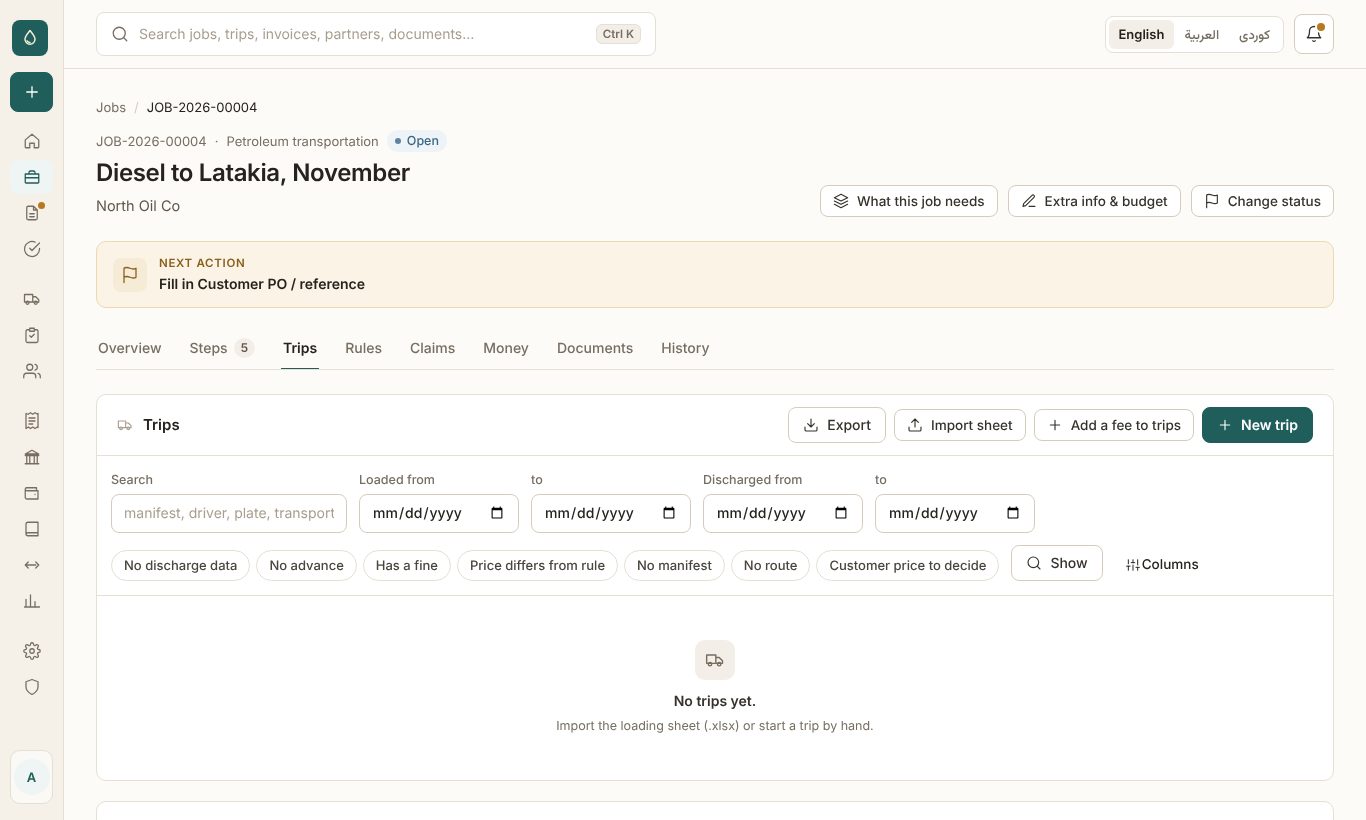 Search jobs, trips, invoices, partners, documents...
Ctrl K
English
العربية
کوردی
Jobs / JOB-2026-00004
JOB-2026-00004 · Petroleum transportation
Open
Diesel to Latakia, November
North Oil Co
What this job needs
Extra info & budget
Change status
NEXT ACTION
Fill in Customer PO / reference
Overview
Steps 5
Trips
Rules
Claims
Money
Documents
History
Trips
Export
Import sheet
Add a fee to trips
New trip
Search
Loaded from
to
Discharged from
to
manifest, driver, plate, transport
mm/dd/yyyy
mm/dd/yyyy
mm/dd/yyyy
mm/dd/yyyy
No discharge data
No advance
Has a fine
Price differs from rule
No manifest
No route
Customer price to decide
Show
Columns
No trips yet.
Import the loading sheet (.xlsx) or start a trip by hand.
A